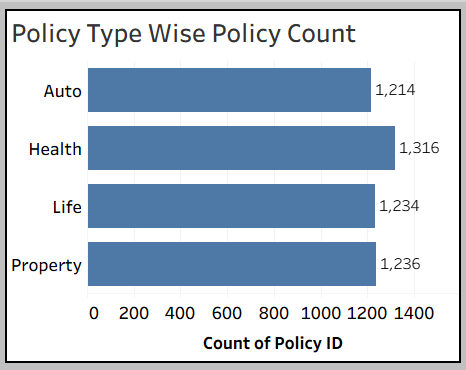 Policy Type Wise Policy Count
Auto 1,214
Health 1,316
Life 1,234
Property 1,236
0 200 400 600 800 1000 1200 1400
Count of Policy ID